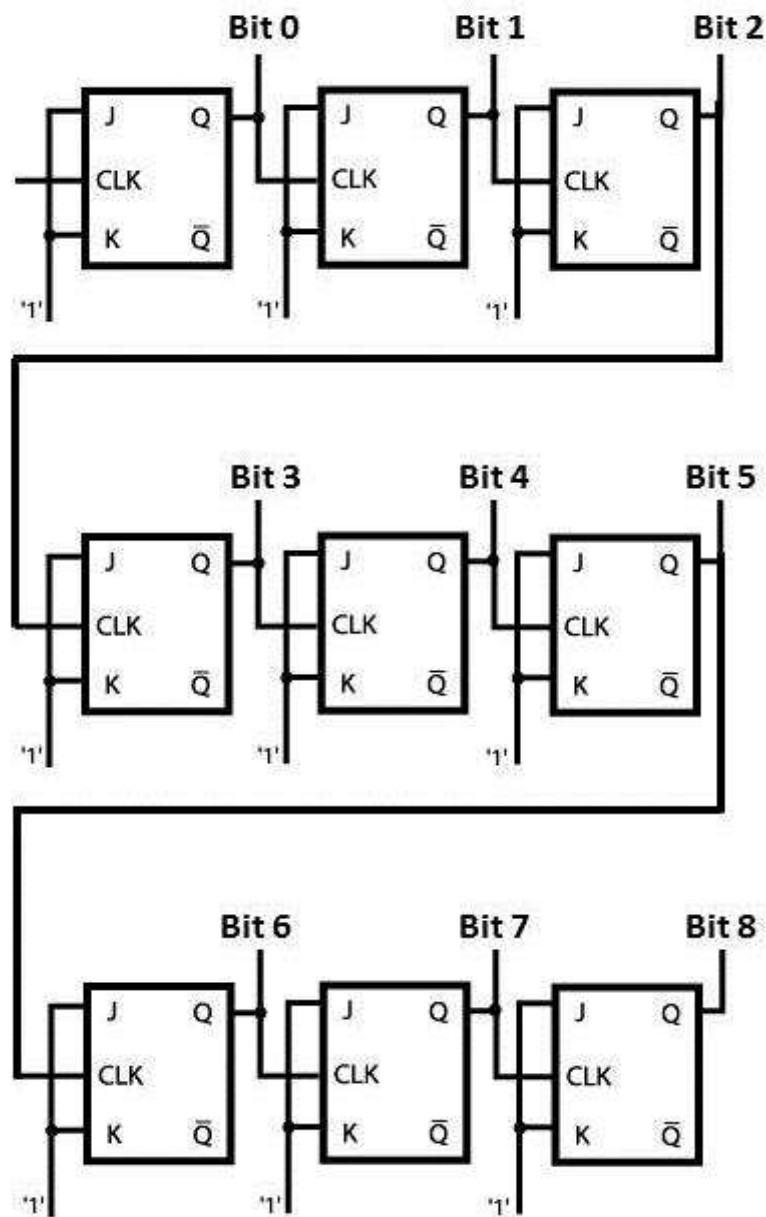 Bit 0 Bit 1 Bit 2
J Q J Q J Q
CLK CLK CLK
K Q̅ K Q̅ K Q̅
'1' '1' '1'
Bit 3 Bit 4 Bit 5
J Q J Q J Q
CLK CLK CLK
K Q̅ K Q̅ K Q̅
'1' '1' '1'
Bit 6 Bit 7 Bit 8
J Q J Q J Q
CLK CLK CLK
K Q̅ K Q̅ K Q̅
'1' '1' '1'